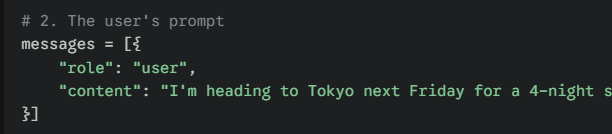 # 2. The user's prompt
messages = [{
    "role": "user",
    "content": "I'm heading to Tokyo next Friday for a 4-night s
}]